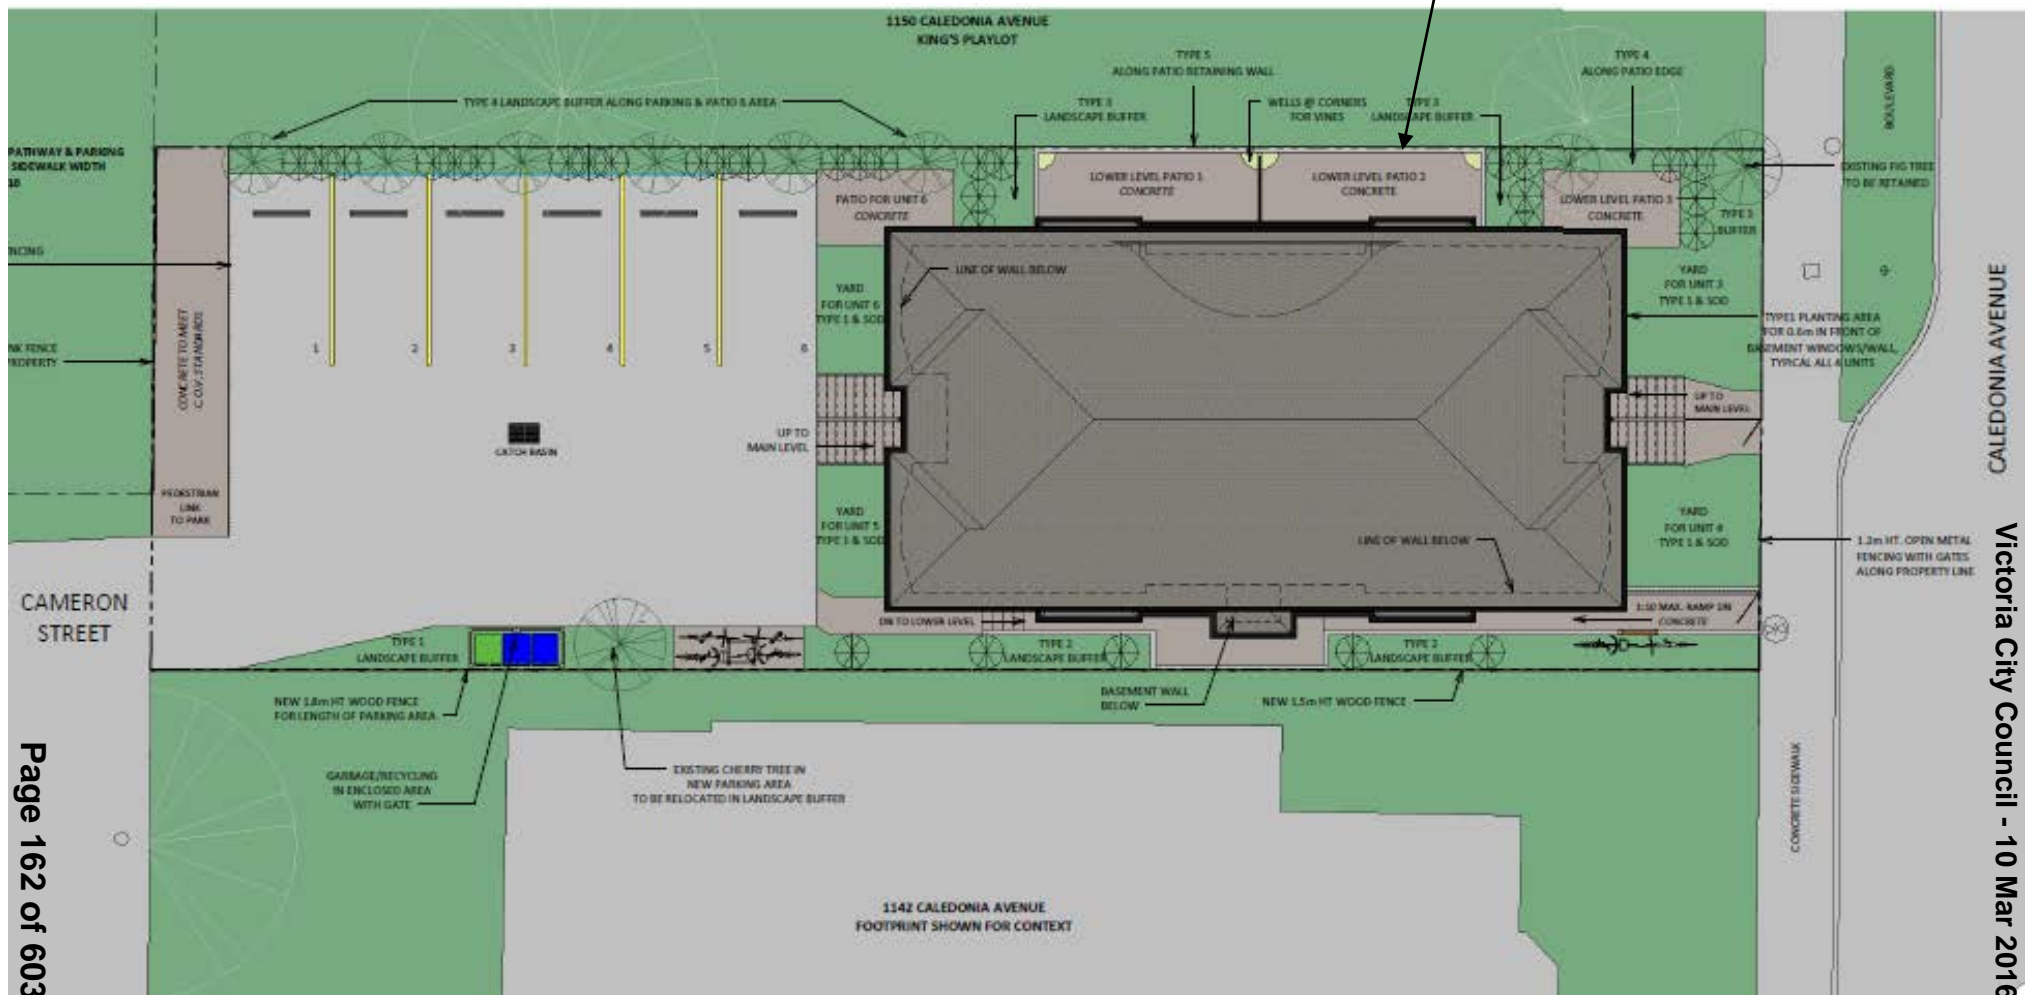 1150 CALEDONIA AVENUE
KING'S PLAYLOT
TYPE 5
ALONG PATIO RETAINING WALL
TYPE 4
ALONG PATIO EDGE
TYPE 4 LANDSCAPE BUFFER ALONG PARKING & PATIO 6 AREA
TYPE 3
LANDSCAPE BUFFER
WELLS @ CORNERS
FOR VINES
TYPE 3
LANDSCAPE BUFFER
BOULEVARD
PATHWAY & PARKING
SIDEWALK WIDTH
EXISTING FIG TREE
TO BE RETAINED
LOWER LEVEL PATIO 1
CONCRETE
LOWER LEVEL PATIO 2
CONCRETE
PATIO FOR UNIT 6
CONCRETE
LOWER LEVEL PATIO 3
CONCRETE
TYPE 3
BUFFER
NCING
LINE OF WALL BELOW
YARD
FOR UNIT 6
TYPE 1 & SOD
YARD
FOR UNIT 3
TYPE 1 & SOD
CONCRETE TO MEET
C.O.V. STANDARDS
TYPE1 PLANTING AREA
FOR 0.6m IN FRONT OF
BASEMENT WINDOWS/WALL,
TYPICAL ALL 4 UNITS
NK FENCE
PROPERTY
1
2
3
4
5
6
CALEDONIA AVENUE
UP TO
MAIN LEVEL
UP TO
MAIN LEVEL
CATCH BASIN
PEDESTRIAN
LINK
TO PARK
YARD
FOR UNIT 5
TYPE 1 & SOD
LINE OF WALL BELOW
YARD
FOR UNIT 4
TYPE 1 & SOD
1.2m HT. OPEN METAL
FENCING WITH GATES
ALONG PROPERTY LINE
CAMERON
STREET
DN TO LOWER LEVEL
1:10 MAX. RAMP DN
CONCRETE
TYPE 1
LANDSCAPE BUFFER
TYPE 2
LANDSCAPE BUFFER
TYPE 2
LANDSCAPE BUFFER
NEW 1.8m HT WOOD FENCE
FOR LENGTH OF PARKING AREA
BASEMENT WALL
BELOW
NEW 1.5m HT WOOD FENCE
GARBAGE/RECYCLING
IN ENCLOSED AREA
WITH GATE
EXISTING CHERRY TREE IN
NEW PARKING AREA
TO BE RELOCATED IN LANDSCAPE BUFFER
CONCRETE SIDEWALK
1142 CALEDONIA AVENUE
FOOTPRINT SHOWN FOR CONTEXT
Victoria City Council - 10 Mar 2016
Page 162 of 603